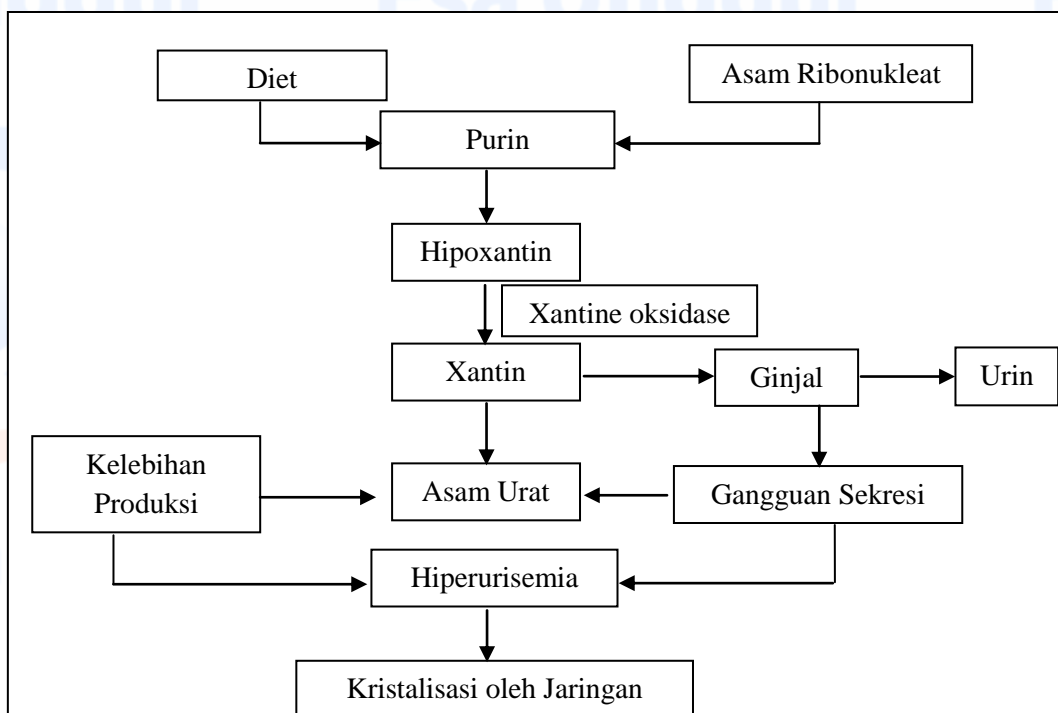 Diet
Asam Ribonukleat
Purin
Hipoxantin
Xantine oksidase
Xantin
Ginjal
Urin
Kelebihan
Produksi
Asam Urat
Gangguan Sekresi
Hiperurisemia
Kristalisasi oleh Jaringan